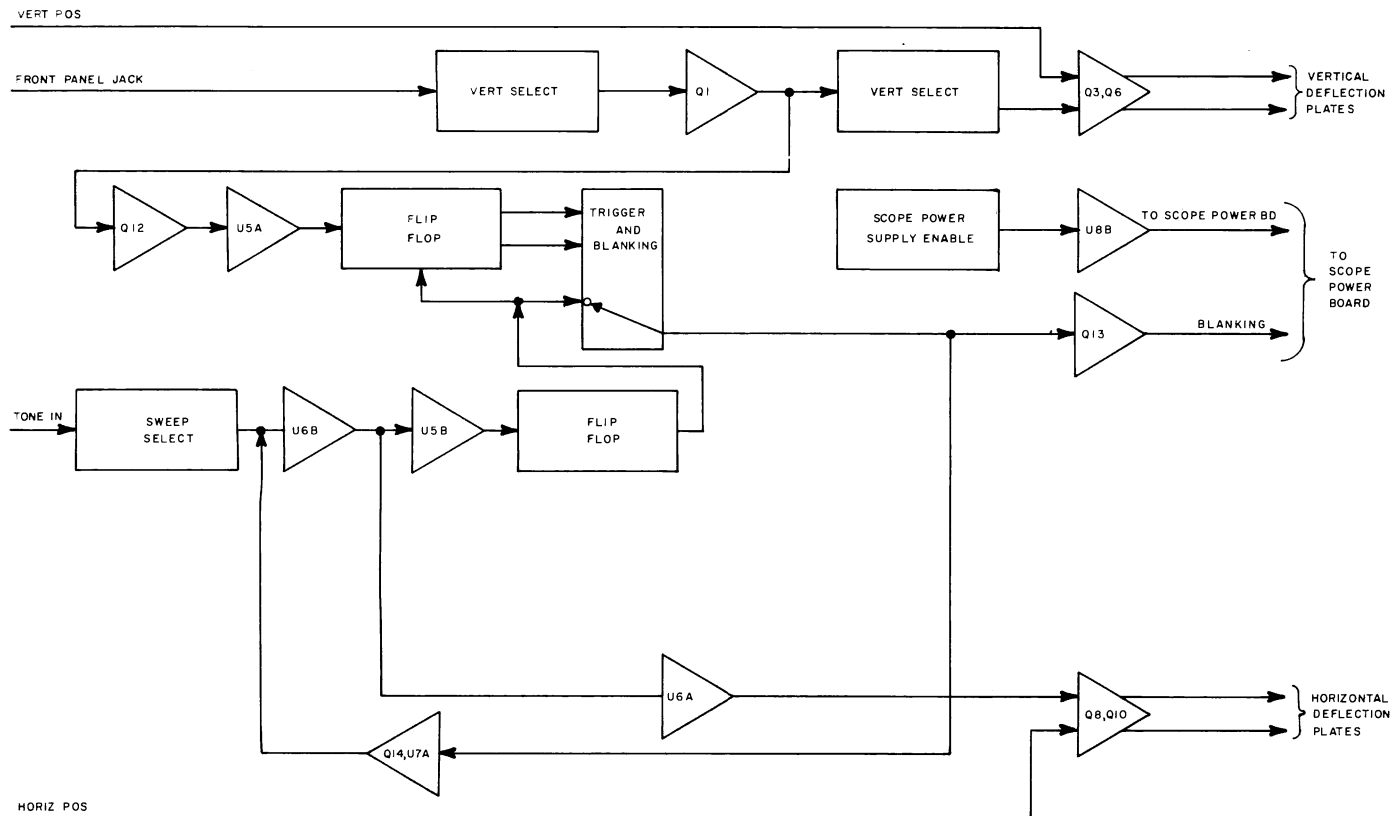 VERT POS
FRONT PANEL JACK
VERT SELECT
Q1
VERT SELECT
Q3,Q6
VERTICAL
DEFLECTION
PLATES
Q12
U5A
FLIP
FLOP
TRIGGER
AND
BLANKING
SCOPE POWER
SUPPLY ENABLE
U8B
TO SCOPE POWER BD
TO
SCOPE
POWER
BOARD
Q13
BLANKING
TONE IN
SWEEP
SELECT
U6B
U5B
FLIP
FLOP
U6A
Q8,Q10
HORIZONTAL
DEFLECTION
PLATES
Q14,U7A
HORIZ POS